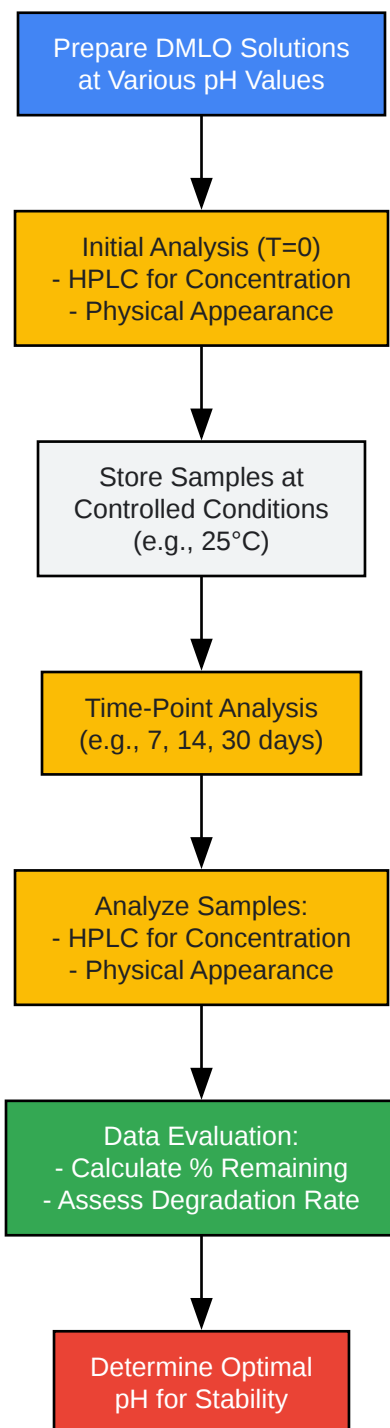 Prepare DMLO Solutions
at Various pH Values
Initial Analysis (T=0)
- HPLC for Concentration
- Physical Appearance
Store Samples at
Controlled Conditions
(e.g., 25°C)
Time-Point Analysis
(e.g., 7, 14, 30 days)
Analyze Samples:
- HPLC for Concentration
- Physical Appearance
Data Evaluation:
- Calculate % Remaining
- Assess Degradation Rate
Determine Optimal
pH for Stability